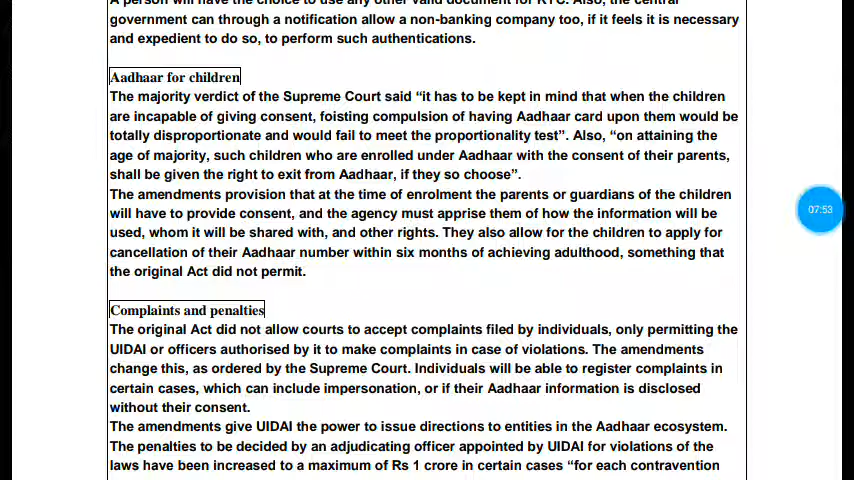 A person will have the choice to use any other valid document for KYC. Also, the central
government can through a notification allow a non-banking company too, if it feels it is necessary
and expedient to do so, to perform such authentications.
Aadhaar for children
The majority verdict of the Supreme Court said “it has to be kept in mind that when the children
are incapable of giving consent, foisting compulsion of having Aadhaar card upon them would be
totally disproportionate and would fail to meet the proportionality test”. Also, “on attaining the
age of majority, such children who are enrolled under Aadhaar with the consent of their parents,
shall be given the right to exit from Aadhaar, if they so choose”.
The amendments provision that at the time of enrolment the parents or guardians of the children
will have to provide consent, and the agency must apprise them of how the information will be
used, whom it will be shared with, and other rights. They also allow for the children to apply for
cancellation of their Aadhaar number within six months of achieving adulthood, something that
the original Act did not permit.
07:53
Complaints and penalties
The original Act did not allow courts to accept complaints filed by individuals, only permitting the
UIDAI or officers authorised by it to make complaints in case of violations. The amendments
change this, as ordered by the Supreme Court. Individuals will be able to register complaints in
certain cases, which can include impersonation, or if their Aadhaar information is disclosed
without their consent.
The amendments give UIDAI the power to issue directions to entities in the Aadhaar ecosystem.
The penalties to be decided by an adjudicating officer appointed by UIDAI for violations of the
laws have been increased to a maximum of Rs 1 crore in certain cases “for each contravention